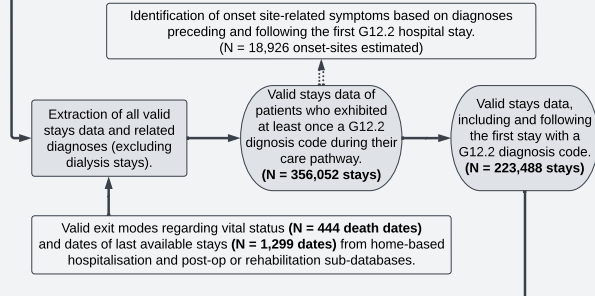 Identification of onset site-related symptoms based on diagnoses
preceding and following the first G12.2 hospital stay.
(N = 18,926 onset-sites estimated)
Extraction of all valid
stays data and related
diagnoses (excluding
dialysis stays).
Valid stays data of
patients who exhibited
at least once a G12.2
dignosis code during their
care pathway.
(N = 356,052 stays)
Valid stays data,
including and following
the first stay with a
G12.2 diagnosis code.
(N = 223,488 stays)
Valid exit modes regarding vital status (N = 444 death dates)
and dates of last available stays (N = 1,299 dates) from home-based
hospitalisation and post-op or rehabilitation sub-databases.